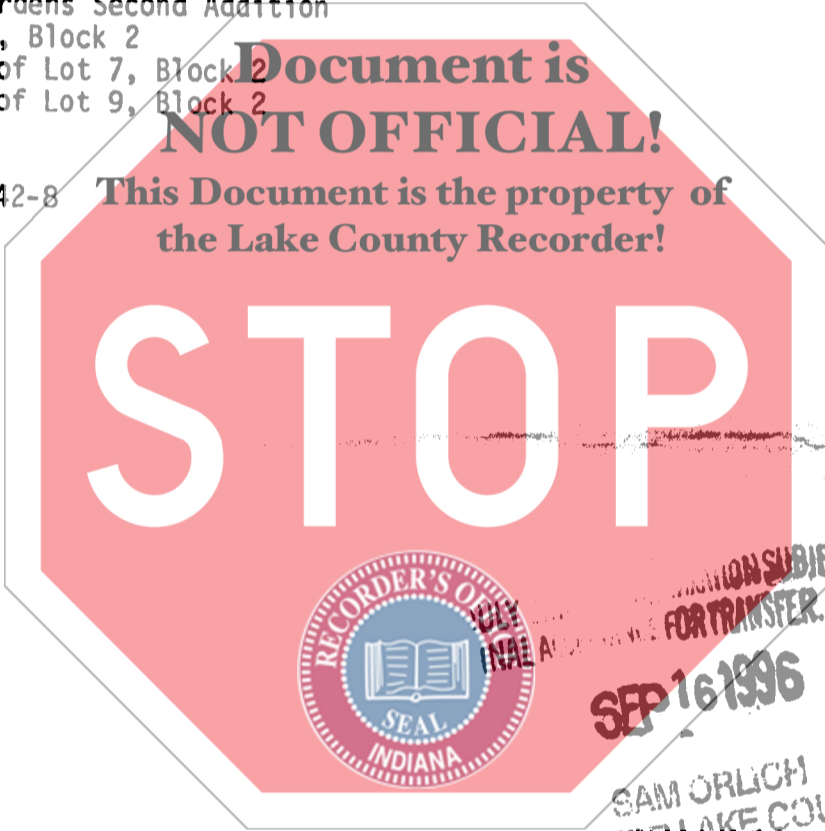 rdens Second Addition
, Block 2
of Lot 7, Block 2
of Lot 9, Block 2
Document is
NOT OFFICIAL!
42-8
This Document is the property of
the Lake County Recorder!
STOP
RECORDER'S OFFICE
SEAL
INDIANA
FOR TRANSFER.
SEP 16 1996
SAM ORLICH
LAKE COU